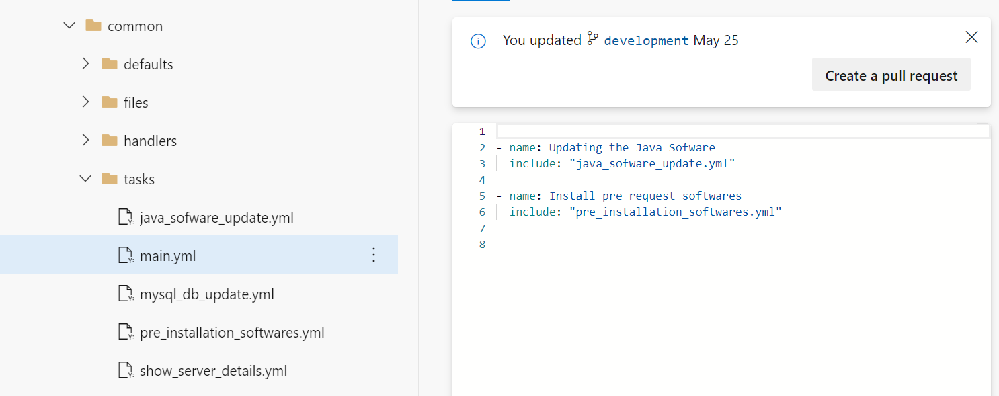 common
defaults
files
handlers
tasks
java_sofware_update.yml
main.yml
mysql_db_update.yml
pre_installation_softwares.yml
show_server_details.yml
You updated development May 25
Create a pull request
1 ---
2 - name: Updating the Java Sofware
3 include: "java_sofware_update.yml"
4
5 - name: Install pre request softwares
6 include: "pre_installation_softwares.yml"
7
8